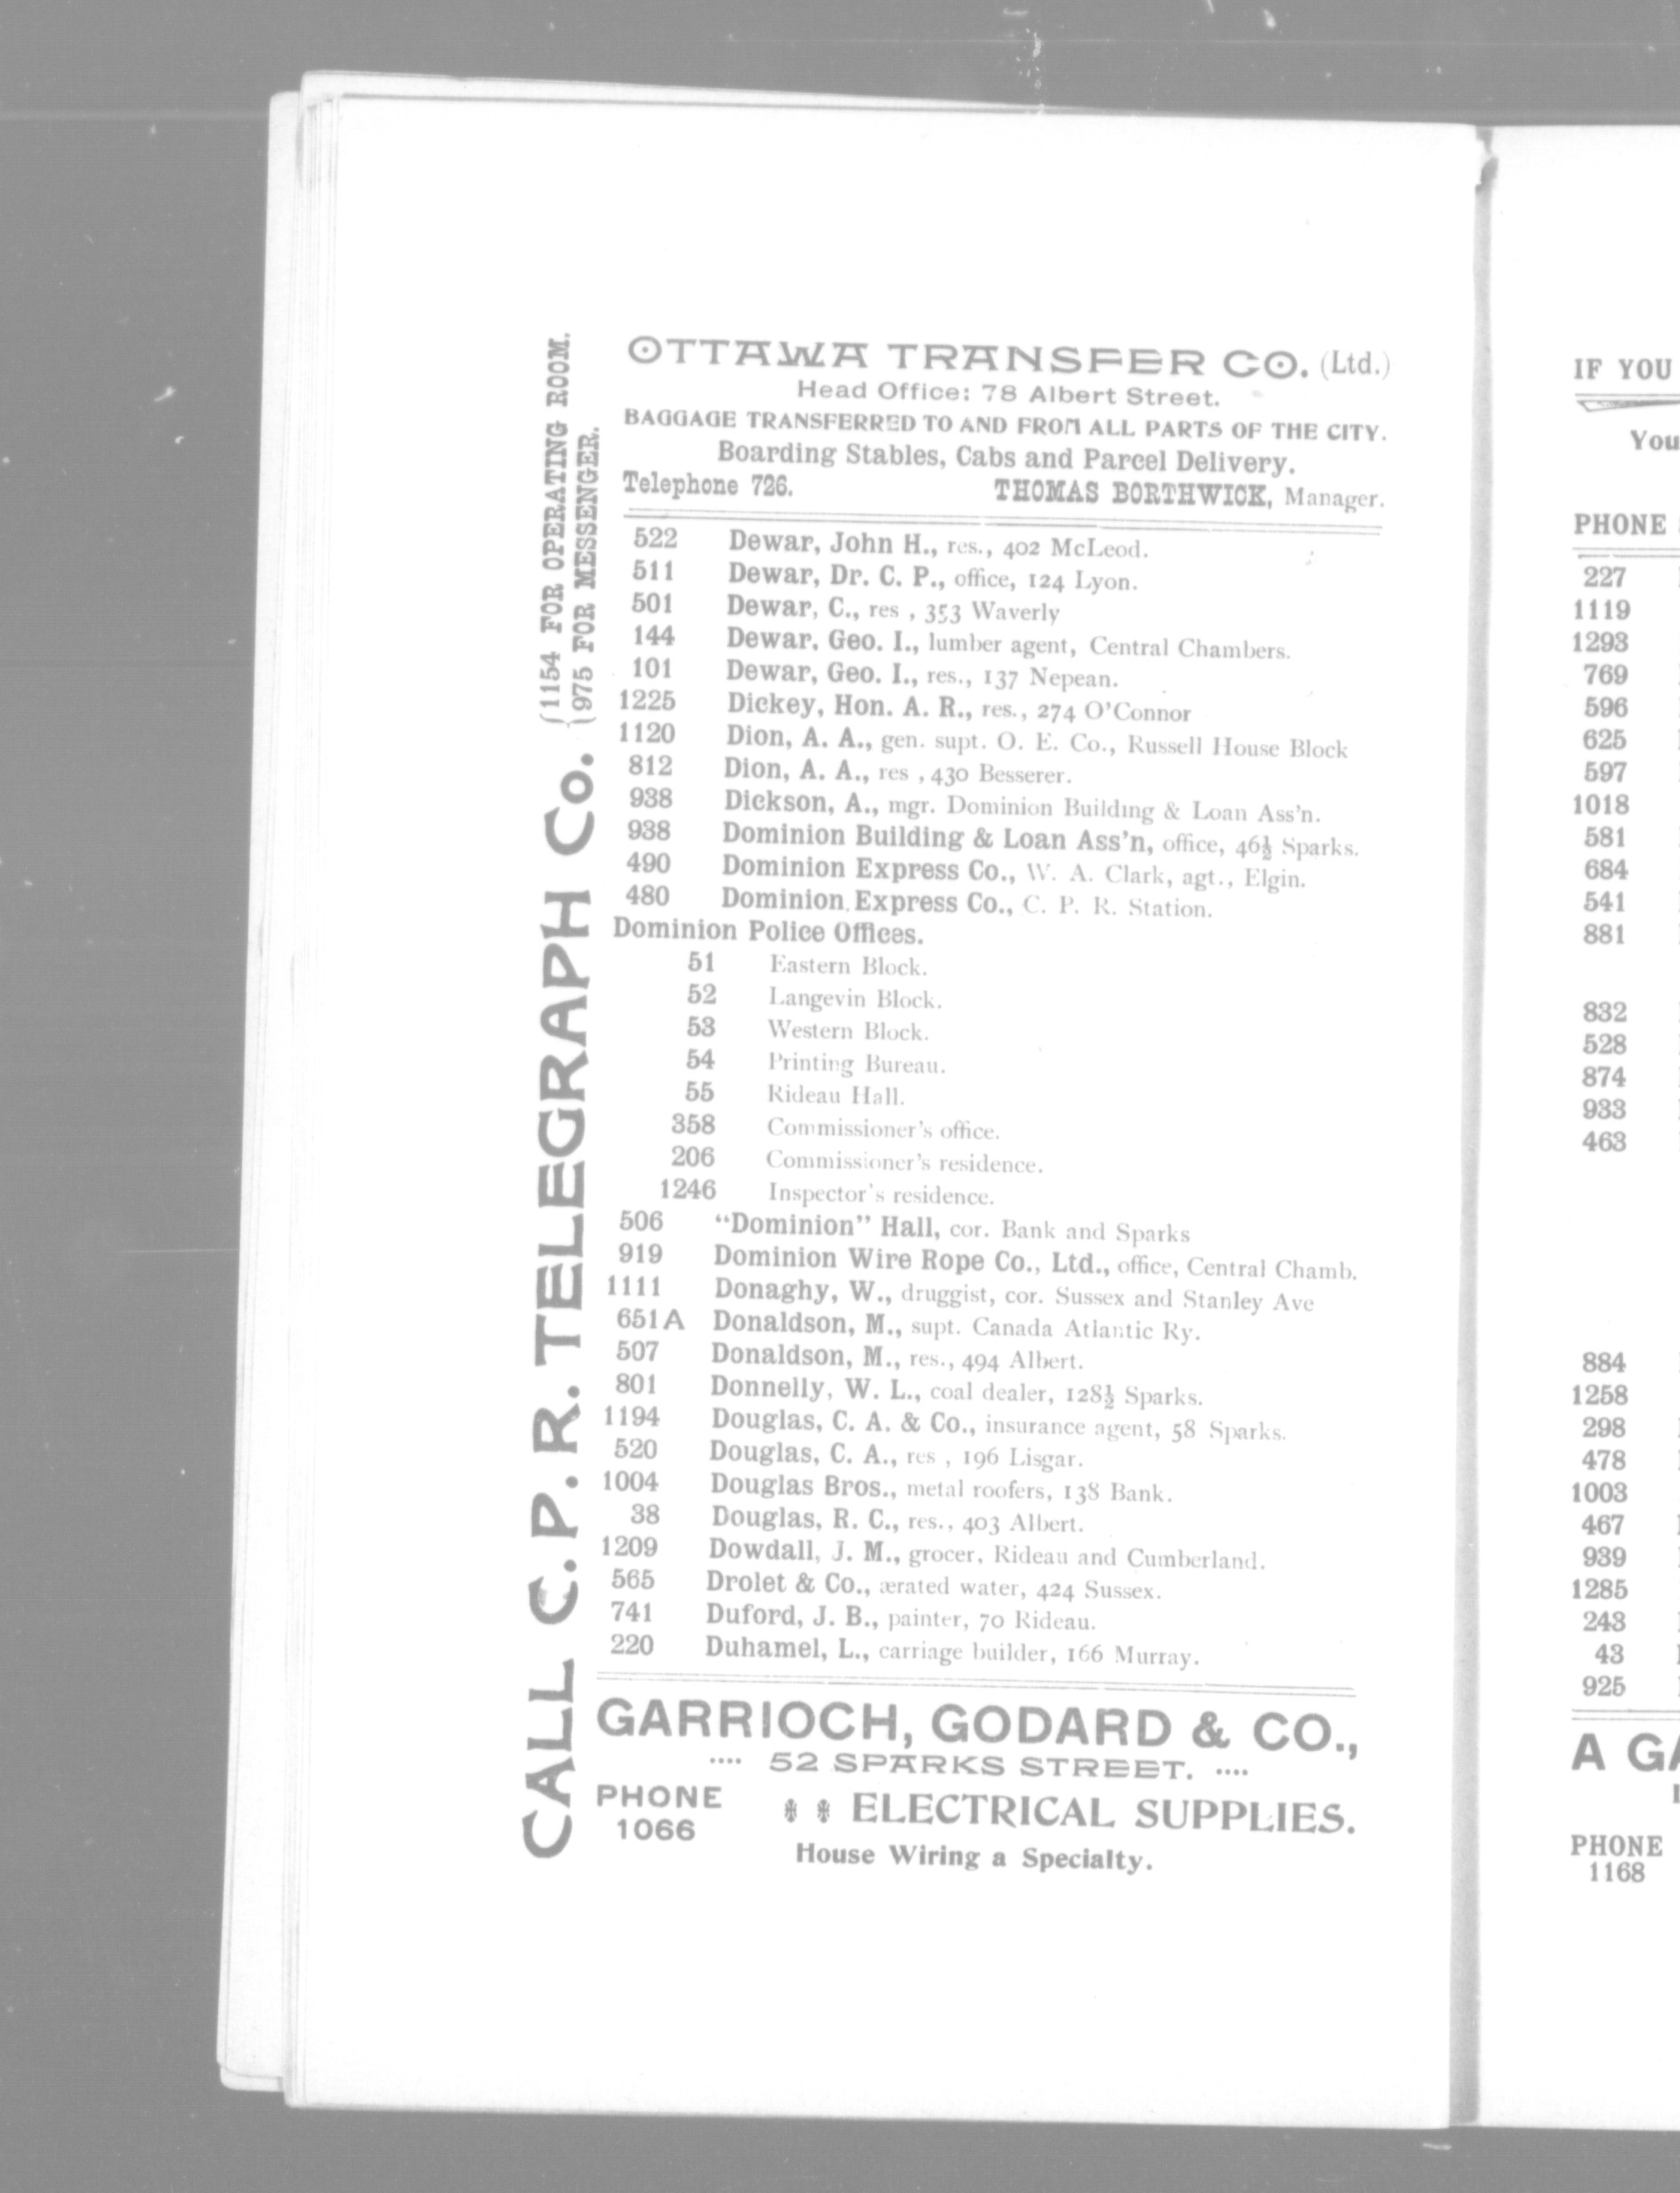 OTTAWA TRANSFER CO. (Ltd.)
Head Office: 78 Albert Street.
BAGGAGE TRANSFERRED TO AND FROM ALL PARTS OF THE CITY.
Boarding Stables, Cabs and Parcel Delivery.
Telephone 726. THOMAS BORTHWICK, Manager.
522 Dewar, John H., res., 402 McLeod.
511 Dewar, Dr. C. P., office, 124 Lyon.
501 Dewar, C., res , 353 Waverly
144 Dewar, Geo. I., lumber agent, Central Chambers.
101 Dewar, Geo. I., res., 137 Nepean.
1225 Dickey, Hon. A. R., res., 274 O'Connor
1120 Dion, A. A., gen. supt. O. E. Co., Russell House Block
812 Dion, A. A., res , 430 Besserer.
938 Dickson, A., mgr. Dominion Building & Loan Ass'n.
938 Dominion Building & Loan Ass'n, office, 46½ Sparks.
490 Dominion Express Co., W. A. Clark, agt., Elgin.
480 Dominion Express Co., C. P. R. Station.
Dominion Police Offices.
51 Eastern Block.
52 Langevin Block.
53 Western Block.
54 Printing Bureau.
55 Rideau Hall.
358 Commissioner's office.
206 Commissioner's residence.
1246 Inspector's residence.
506 “Dominion” Hall, cor. Bank and Sparks
919 Dominion Wire Rope Co., Ltd., office, Central Chamb.
1111 Donaghy, W., druggist, cor. Sussex and Stanley Ave
651 A Donaldson, M., supt. Canada Atlantic Ry.
507 Donaldson, M., res., 494 Albert.
801 Donnelly, W. L., coal dealer, 128½ Sparks.
1194 Douglas, C. A. & Co., insurance agent, 58 Sparks.
520 Douglas, C. A., res , 196 Lisgar.
1004 Douglas Bros., metal roofers, 138 Bank.
38 Douglas, R. C., res., 403 Albert.
1209 Dowdall, J. M., grocer, Rideau and Cumberland.
565 Drolet & Co., ærated water, 424 Sussex.
741 Duford, J. B., painter, 70 Rideau.
220 Duhamel, L., carriage builder, 166 Murray.
GARRIOCH, GODARD & CO.,
.... 52 SPARKS STREET. ....
PHONE 1066 ELECTRICAL SUPPLIES.
House Wiring a Specialty.
CALL C. P. R. TELEGRAPH Co. {1154 FOR OPERATING ROOM.
{975 FOR MESSENGER.
IF YOU
You
PHONE
227
1119
1293
769
596
625
597
1018
581
684
541
881
832
528
874
933
463
884
1258
298
478
1003
467
939
1285
243
43
925
A GA
PHONE
1168